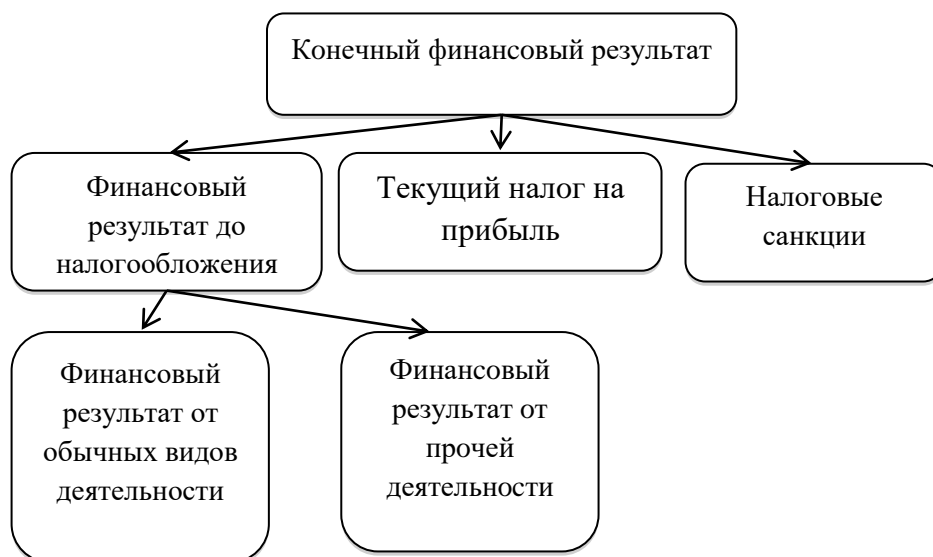 Конечный финансовый результат
Финансовый
результат до
налогообложения
Текущий налог на
прибыль
Налоговые
санкции
Финансовый
результат от
обычных видов
деятельности
Финансовый
результат от
прочей
деятельности